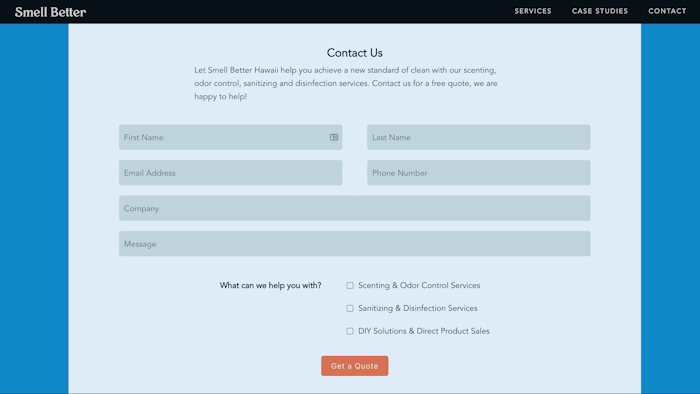 Smell Better
SERVICES
CASE STUDIES
CONTACT
Contact Us
Let Smell Better Hawaii help you achieve a new standard of clean with our scenting,
odor control, sanitizing and disinfection services. Contact us for a free quote, we are
happy to help!
First Name
Last Name
Email Address
Phone Number
Company
Message
What can we help you with?
Scenting & Odor Control Services
Sanitizing & Disinfection Services
DIY Solutions & Direct Product Sales
Get a Quote